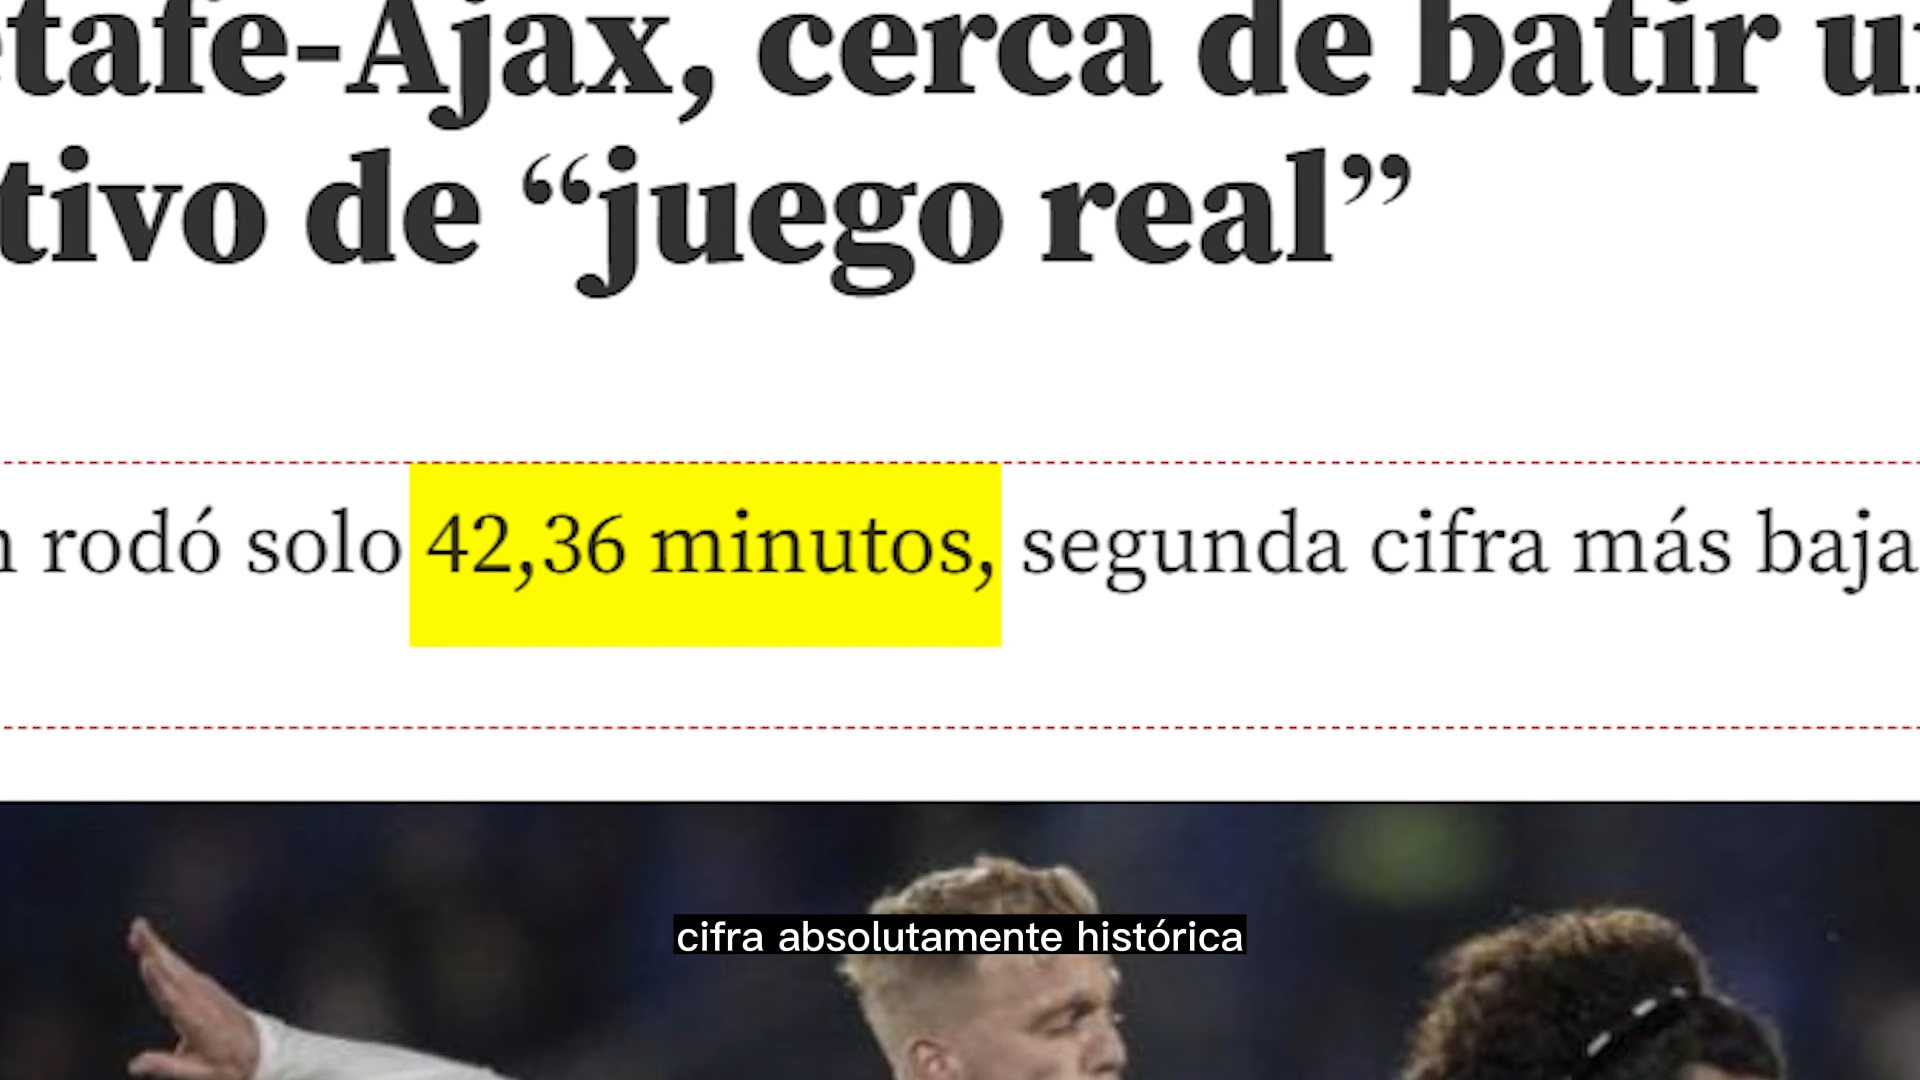 etafe-Ajax, cerca de batir u
tivo de “juego real”
n rodó solo 42,36 minutos, segunda cifra más baja
cifra absolutamente histórica